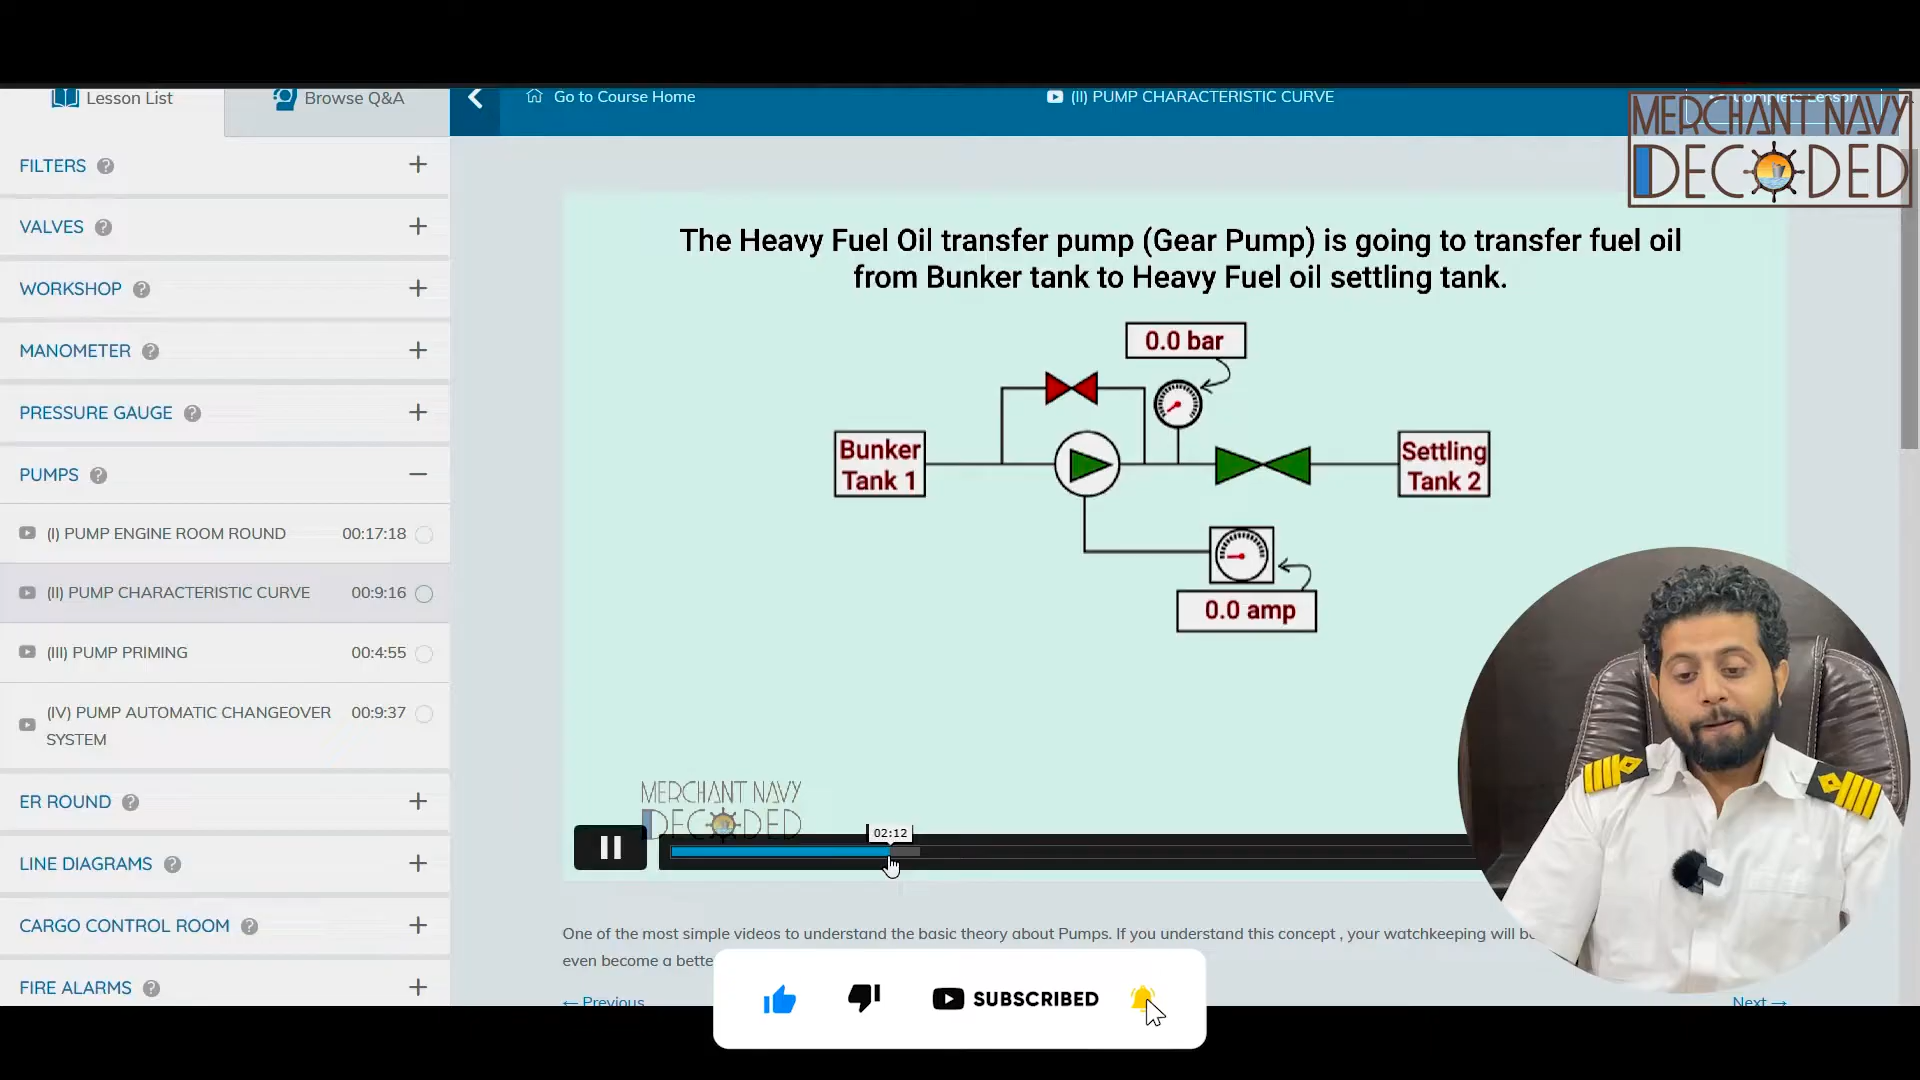 Lesson List
Browse Q&A
Go to Course Home
(II) PUMP CHARACTERISTIC CURVE
Complete Lesson
MERCHANT NAVY
DECODED
FILTERS
VALVES
WORKSHOP
MANOMETER
PRESSURE GAUGE
PUMPS
(I) PUMP ENGINE ROOM ROUND 00:17:18
(II) PUMP CHARACTERISTIC CURVE 00:9:16
(III) PUMP PRIMING 00:4:55
(IV) PUMP AUTOMATIC CHANGEOVER 00:9:37
SYSTEM
ER ROUND
LINE DIAGRAMS
CARGO CONTROL ROOM
FIRE ALARMS
The Heavy Fuel Oil transfer pump (Gear Pump) is going to transfer fuel oil
from Bunker tank to Heavy Fuel oil settling tank.
0.0 bar
Bunker
Tank 1
Settling
Tank 2
0.0 amp
MERCHANT NAVY
DECODED
02:12
One of the most simple videos to understand the basic theory about Pumps. If you understand this concept , your watchkeeping will
even become a
← Previous
Next →
SUBSCRIBED